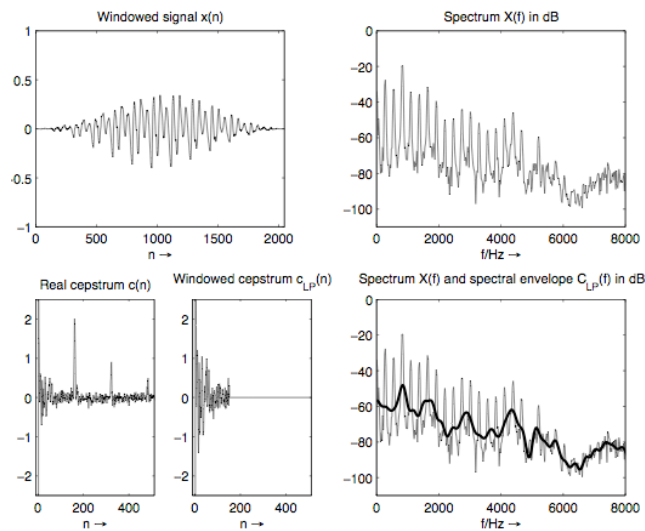 Windowed signal x(n)
1
0.5
0
-0.5
-1
0 500 1000 1500 2000
n →
Spectrum X(f) in dB
0
−20
−40
−60
−80
−100
0 2000 4000 6000 8000
f/Hz →
Real cepstrum c(n)
2
1
0
−1
−2
0 200 400
n →
Windowed cepstrum cLP(n)
2
1
0
−1
−2
0 200 400
n →
Spectrum X(f) and spectral envelope CLP(f) in dB
0
−20
−40
−60
−80
−100
0 2000 4000 6000 8000
f/Hz →